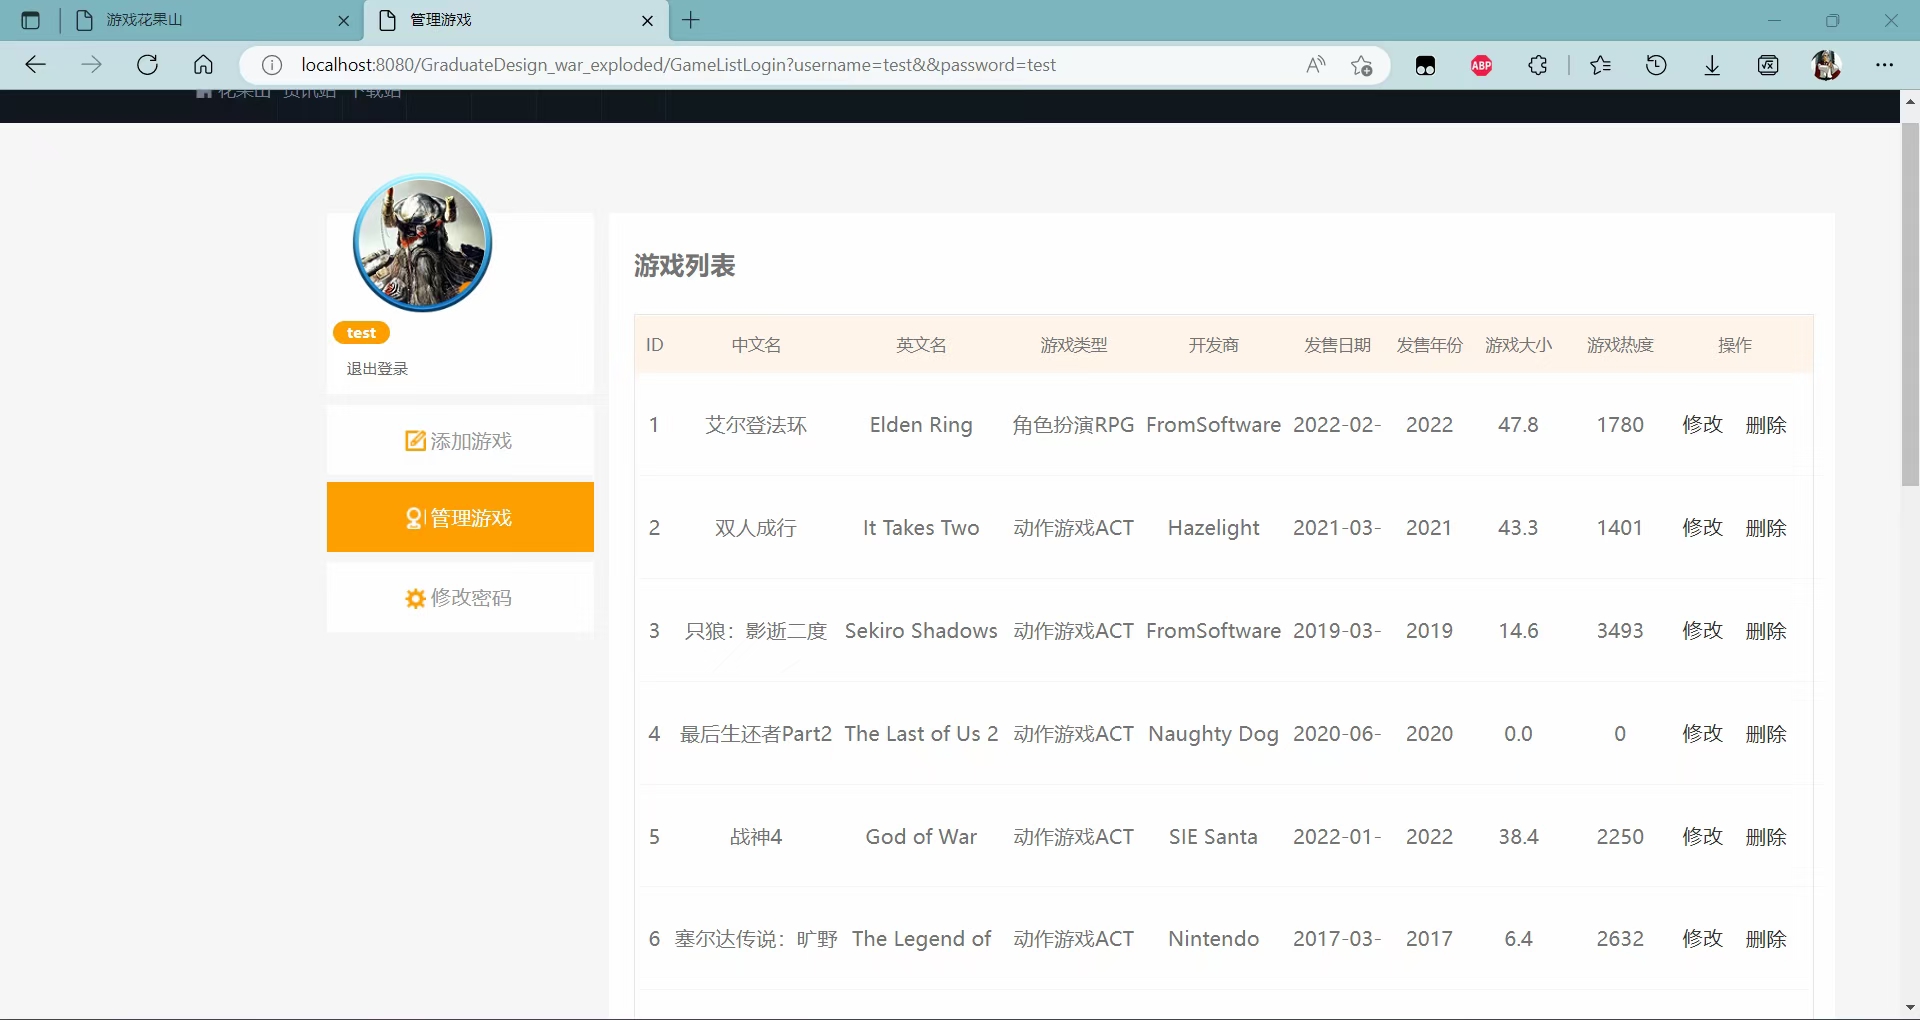 游戏花果山
管理游戏
localhost:8080/GraduateDesign_war_exploded/GameListLogin?username=test&&password=test
ABP
花果山 资讯站 下载站
test
退出登录
添加游戏
管理游戏
修改密码
游戏列表
ID 中文名 英文名 游戏类型 开发商 发售日期 发售年份 游戏大小 游戏热度 操作
1 艾尔登法环 Elden Ring 角色扮演RPG FromSoftware 2022-02- 2022 47.8 1780 修改 删除
2 双人成行 It Takes Two 动作游戏ACT Hazelight 2021-03- 2021 43.3 1401 修改 删除
3 只狼：影逝二度 Sekiro Shadows 动作游戏ACT FromSoftware 2019-03- 2019 14.6 3493 修改 删除
4 最后生还者Part2 The Last of Us 2 动作游戏ACT Naughty Dog 2020-06- 2020 0.0 0 修改 删除
5 战神4 God of War 动作游戏ACT SIE Santa 2022-01- 2022 38.4 2250 修改 删除
6 塞尔达传说：旷野 The Legend of 动作游戏ACT Nintendo 2017-03- 2017 6.4 2632 修改 删除